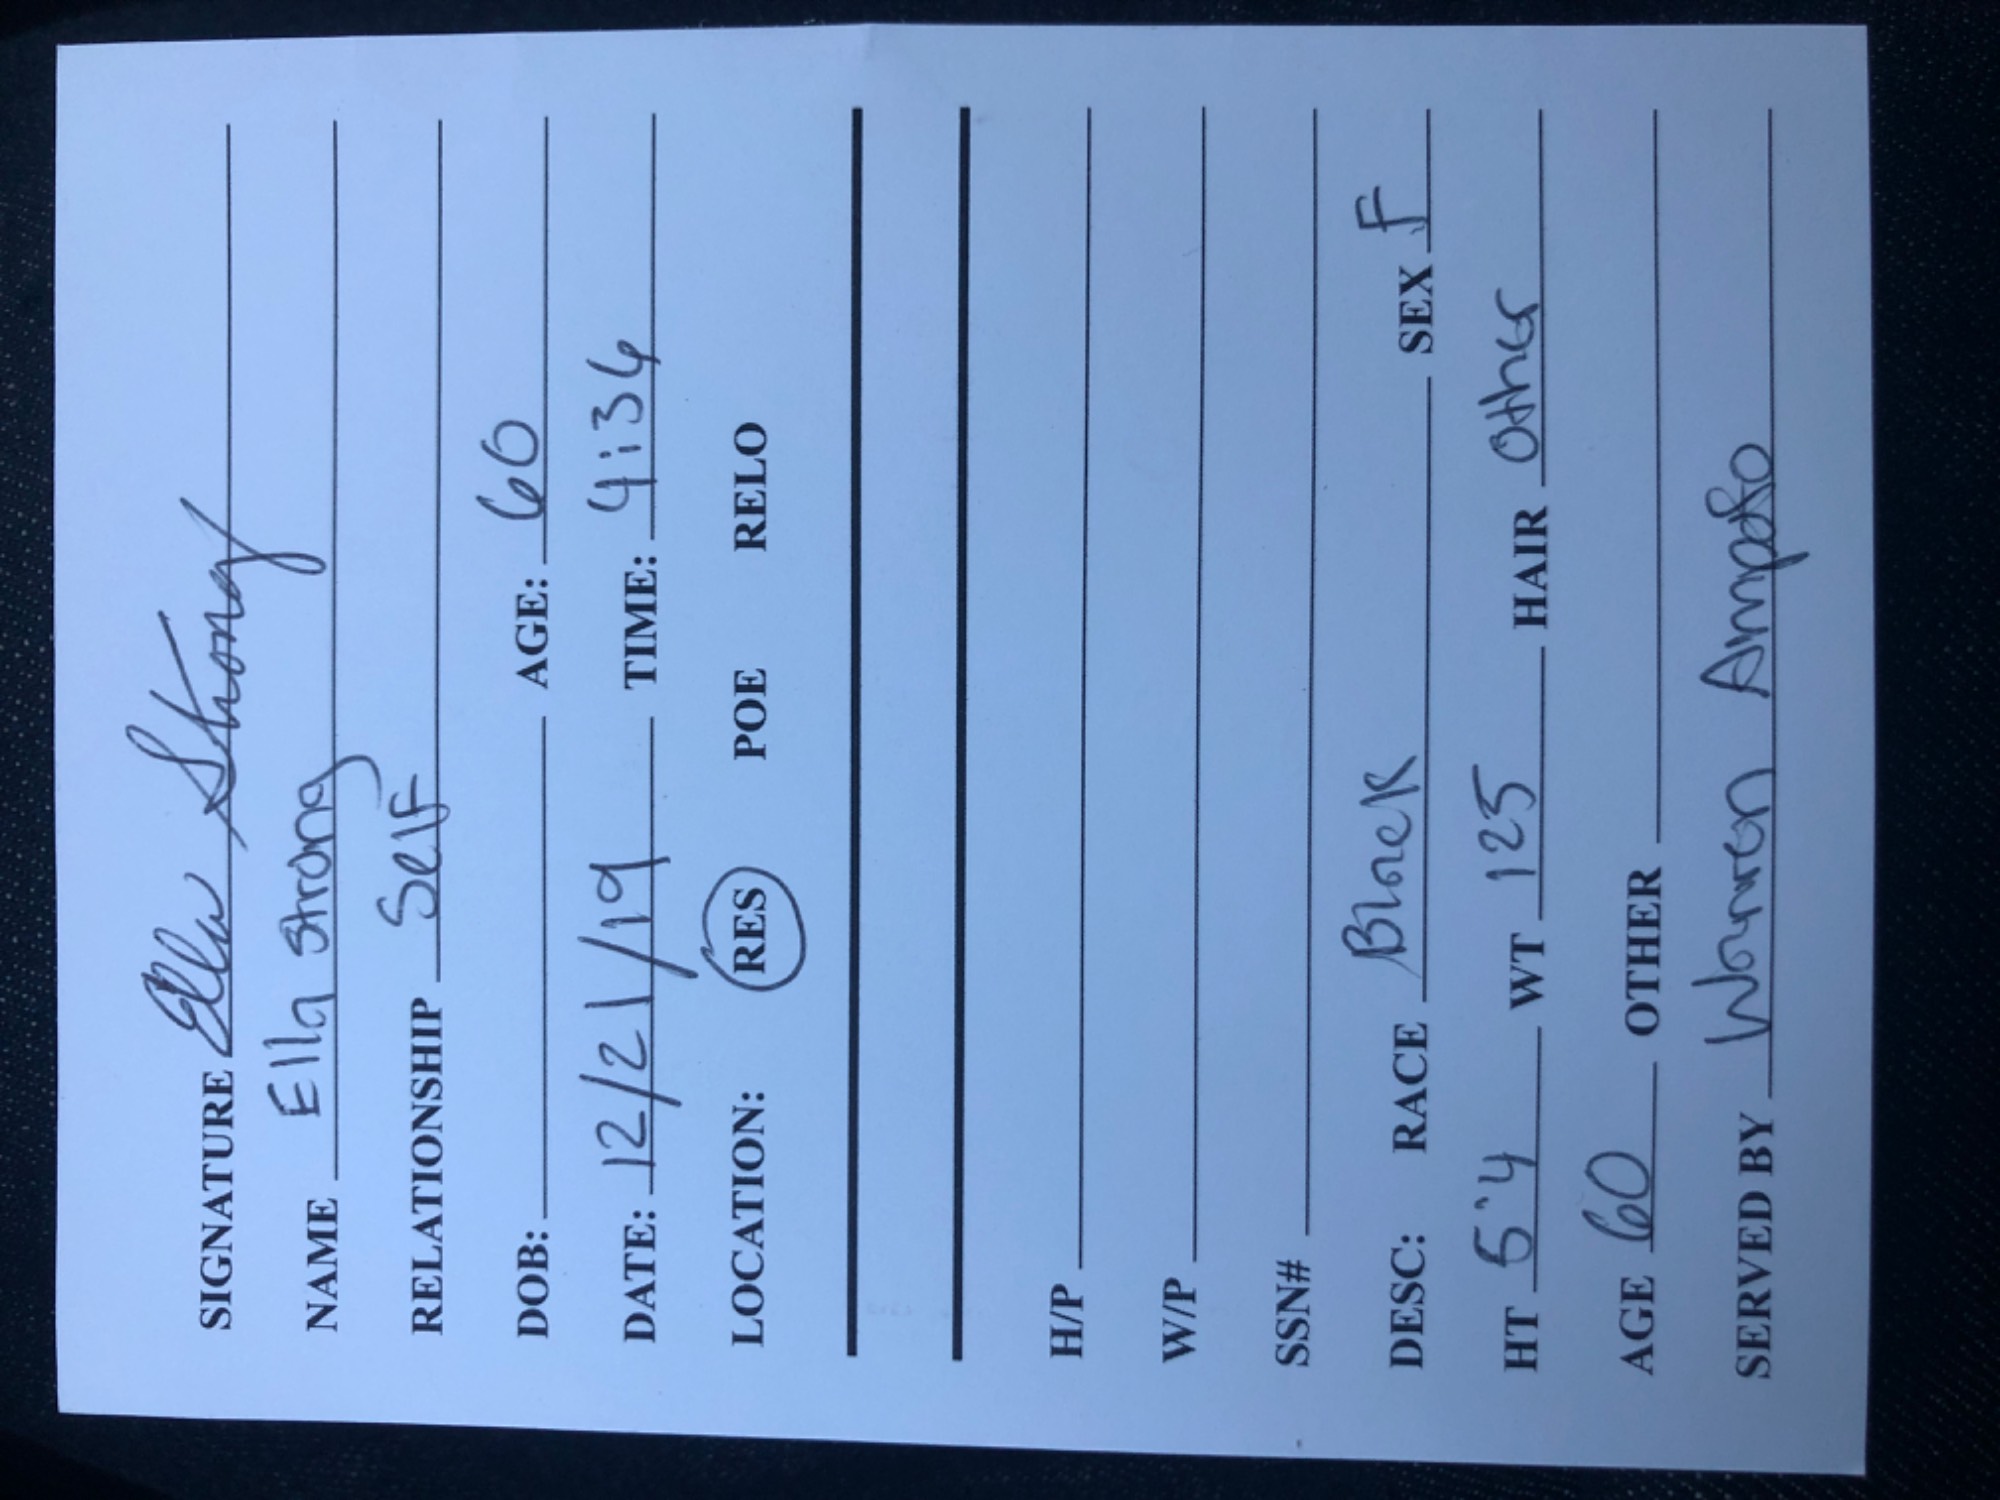 SIGNATURE Ella Strong
NAME Ella Strong
RELATIONSHIP Self
DOB: AGE: 60
DATE: 12/21/19 TIME: 4:36
LOCATION: RES POE RELO
H/P
W/P
SSN#
DESC: RACE Black SEX F
HT 5'4 WT 125 HAIR Other
AGE 60 OTHER
SERVED BY Warren